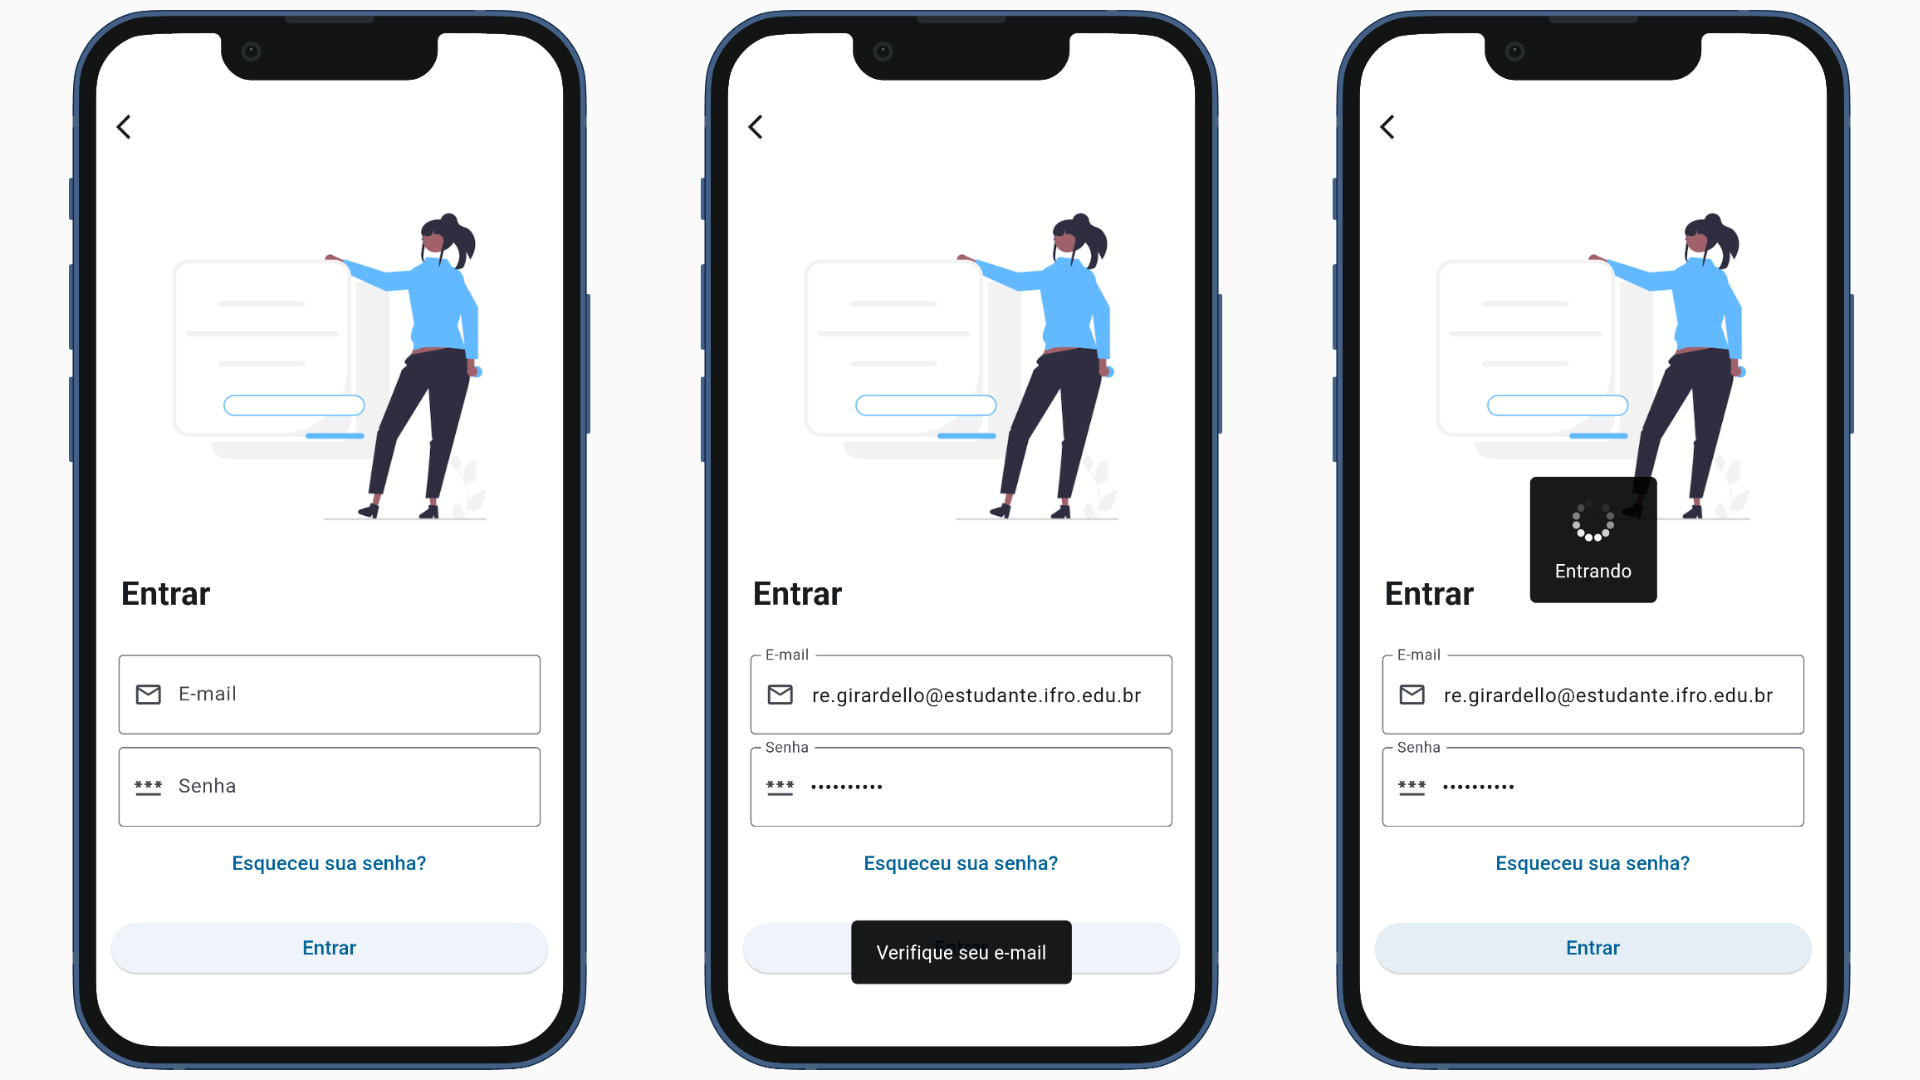 Entrar
E-mail
*** Senha
Esqueceu sua senha?
Entrar
Entrar
E-mail
re.girardello@estudante.ifro.edu.br
Senha
*** ••••••••••
Esqueceu sua senha?
Entrar
Verifique seu e-mail
Entrando
Entrar
E-mail
re.girardello@estudante.ifro.edu.br
Senha
*** ••••••••••
Esqueceu sua senha?
Entrar